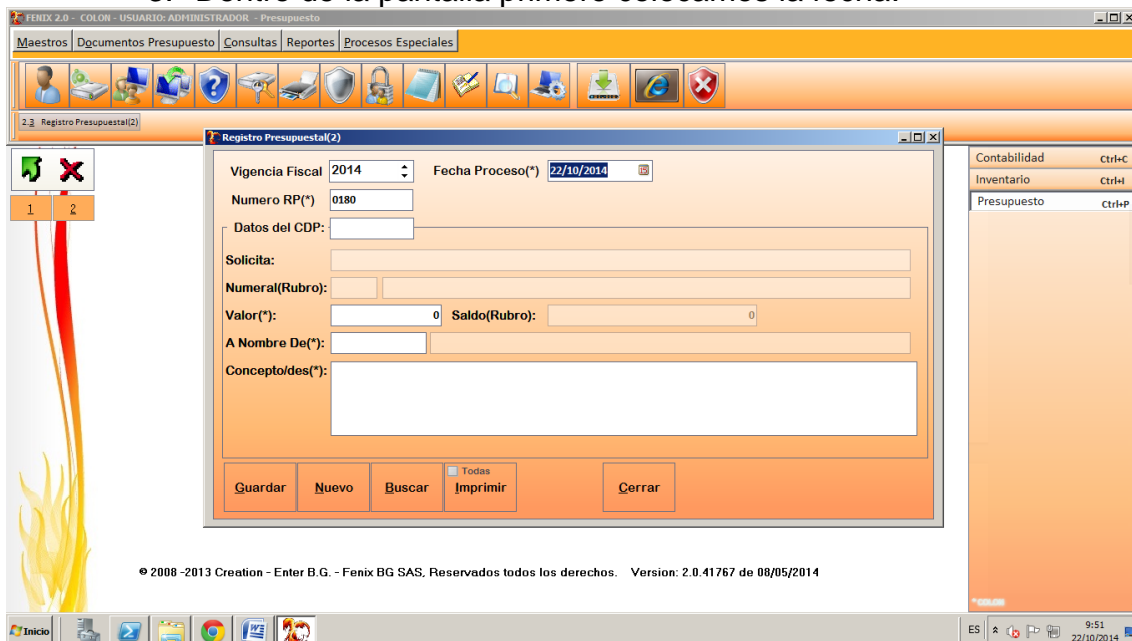 Dentro de la pantalla primero colocamos la fecha.
FENIX 2.0 - COLON - USUARIO: ADMINISTRADOR - Presupuesto
Maestros Documentos Presupuesto Consultas Reportes Procesos Especiales
2.3 Registro Presupuestal(2)
Registro Presupuestal(2)
1 2
Vigencia Fiscal 2014 Fecha Proceso(*) 22/10/2014
Numero RP(*) 0180
Datos del CDP:
Solicita:
Numeral(Rubro):
Valor(*): 0 Saldo(Rubro): 0
A Nombre De(*):
Concepto/des(*):
Todas
Guardar Nuevo Buscar Imprimir Cerrar
Contabilidad Ctrl+C
Inventario Ctrl+I
Presupuesto Ctrl+P
© 2008 -2013 Creation - Enter B.G. - Fenix BG SAS, Reservados todos los derechos. Version: 2.0.41767 de 08/05/2014
*COLON
Inicio
ES
9:51
22/10/2014